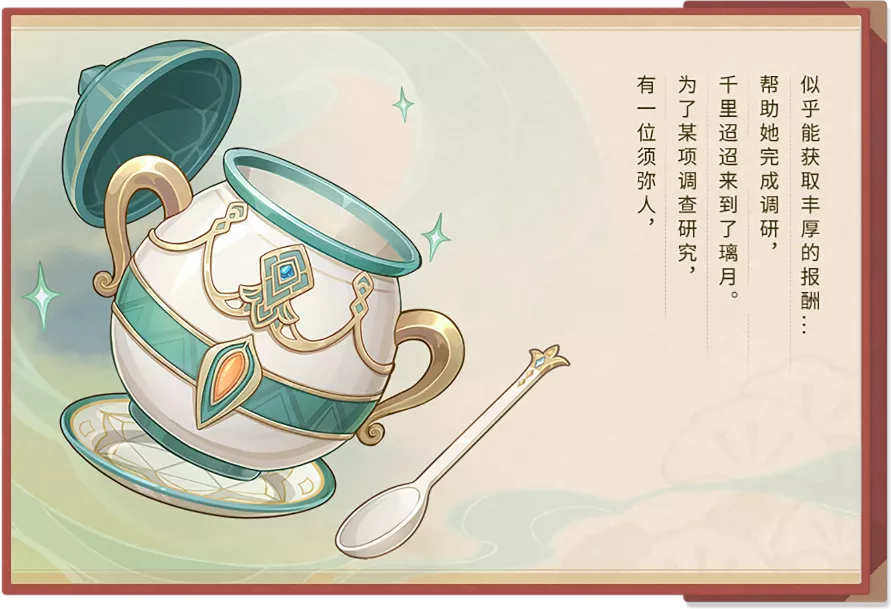 有一位须弥人，
为了某项调查研究，
千里迢迢来到了璃月。
帮助她完成调研，
似乎能获取丰厚的报酬…